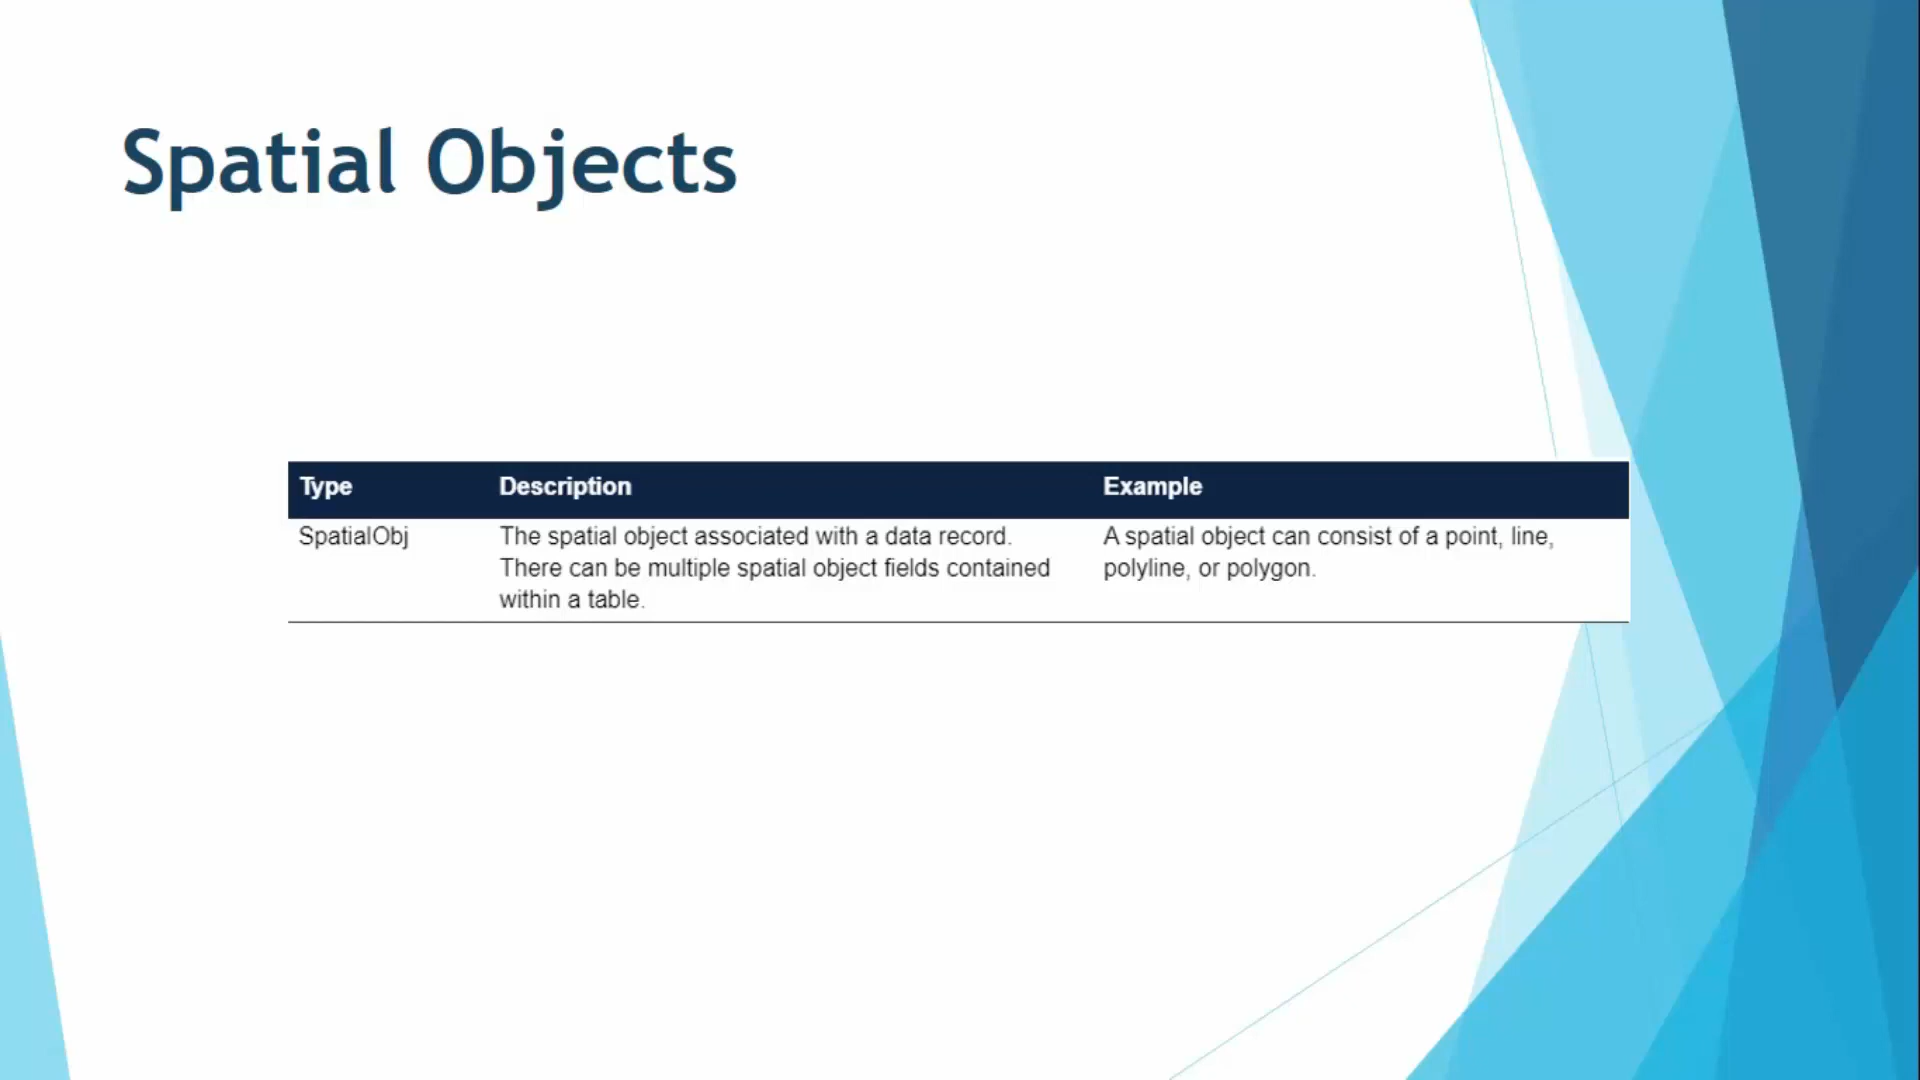 Spatial Objects
Type Description Example
SpatialObj The spatial object associated with a data record. A spatial object can consist of a point, line,
There can be multiple spatial object fields contained polyline, or polygon.
within a table.